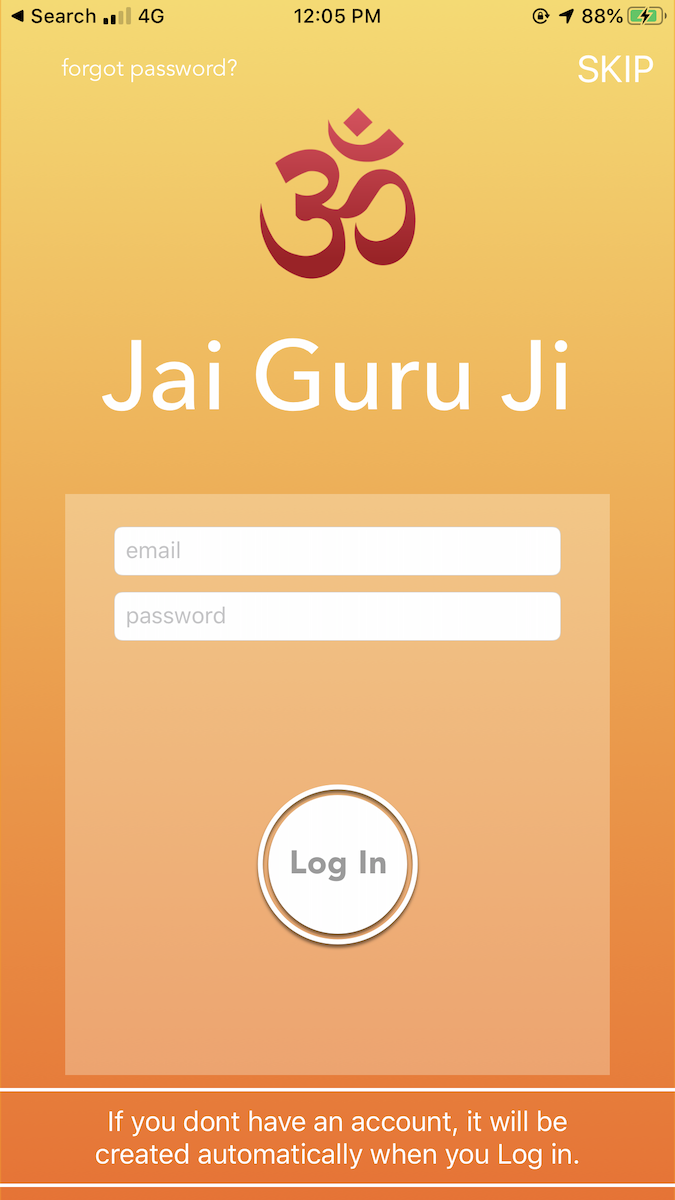 Search 4G 12:05 PM 88%
forgot password? SKIP
ॐ
Jai Guru Ji
email
password
Log In
If you dont have an account, it will be
created automatically when you Log in.